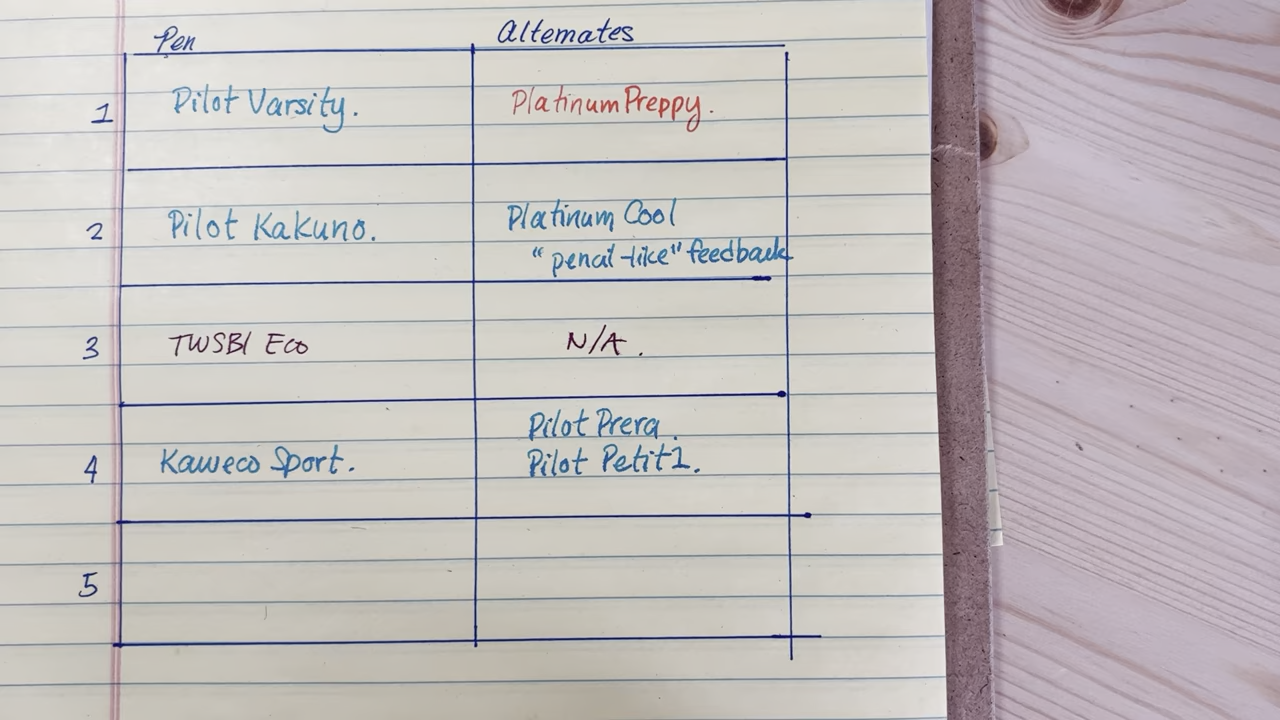 Pen Alternates
1 Pilot Varsity. Platinum Preppy.
2 Pilot Kakuno. Platinum Cool
"pencil-like" feedback
3 TWSBI Eco N/A.
Pilot Prera.
4 Kaweco Sport. Pilot Petit1.
5